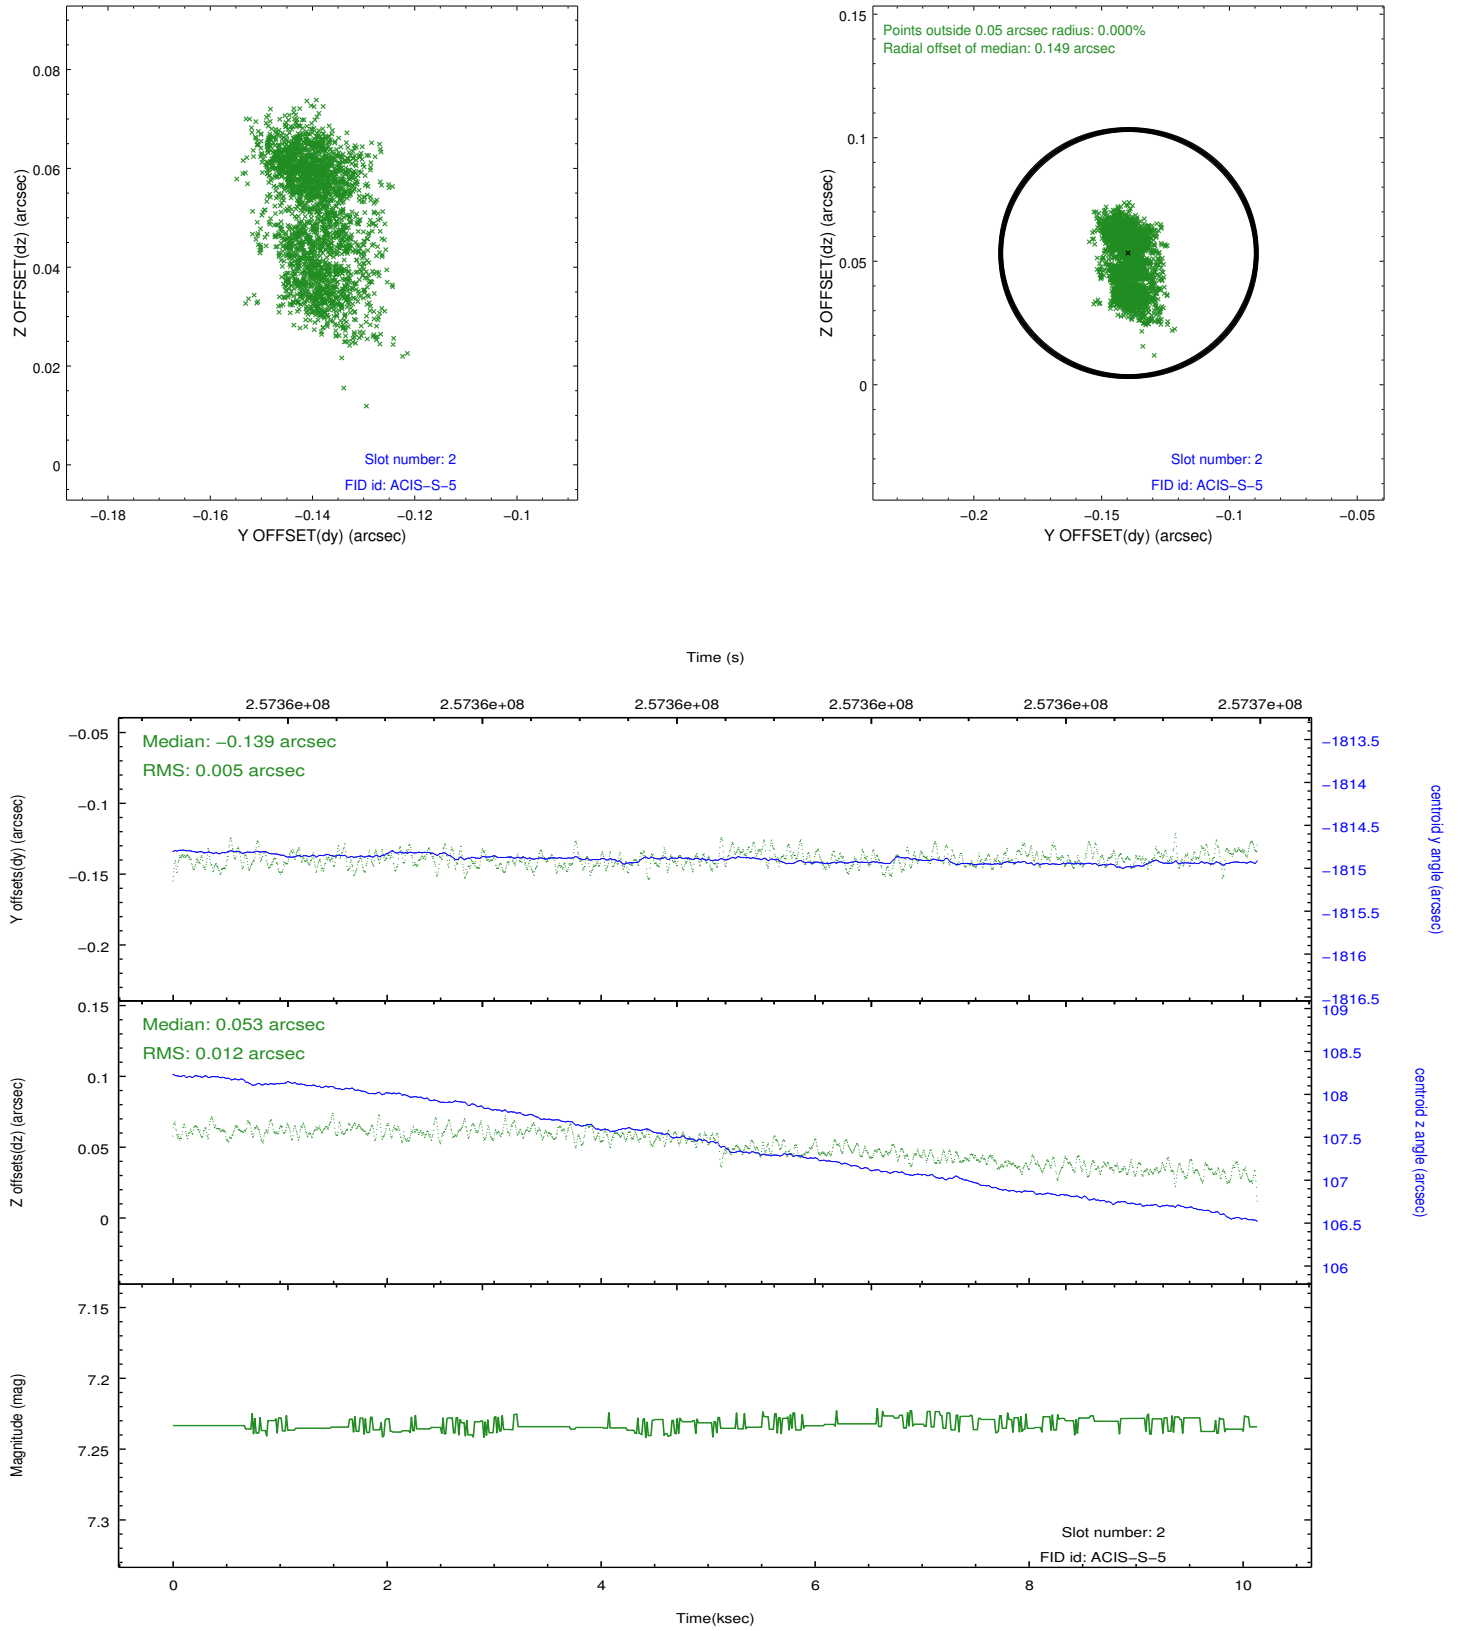 0.08
0.06
0.04
0.02
0
Z OFFSET(dz) (arcsec)
Slot number: 2
FID id: ACIS−S−5
−0.18 −0.16 −0.14 −0.12 −0.1
Y OFFSET(dy) (arcsec)
Points outside 0.05 arcsec radius: 0.000%
Radial offset of median: 0.149 arcsec
0.15
0.1
0.05
0
Z OFFSET(dz) (arcsec)
Slot number: 2
FID id: ACIS−S−5
−0.2 −0.15 −0.1 −0.05
Y OFFSET(dy) (arcsec)
Time (s)
2.5736e+08 2.5736e+08 2.5736e+08 2.5736e+08 2.5736e+08 2.5737e+08
Median: −0.139 arcsec
RMS: 0.005 arcsec
−0.05
−0.1
−0.15
−0.2
Y offsets(dy) (arcsec)
−1813.5
−1814
−1814.5
−1815
−1815.5
−1816
−1816.5
centroid y angle (arcsec)
Median: 0.053 arcsec
RMS: 0.012 arcsec
0.15
0.1
0.05
0
Z offsets(dz) (arcsec)
109
108.5
108
107.5
107
106.5
106
centroid z angle (arcsec)
7.15
7.2
7.25
7.3
Magnitude (mag)
Slot number: 2
FID id: ACIS−S−5
0 2 4 6 8 10
Time(ksec)